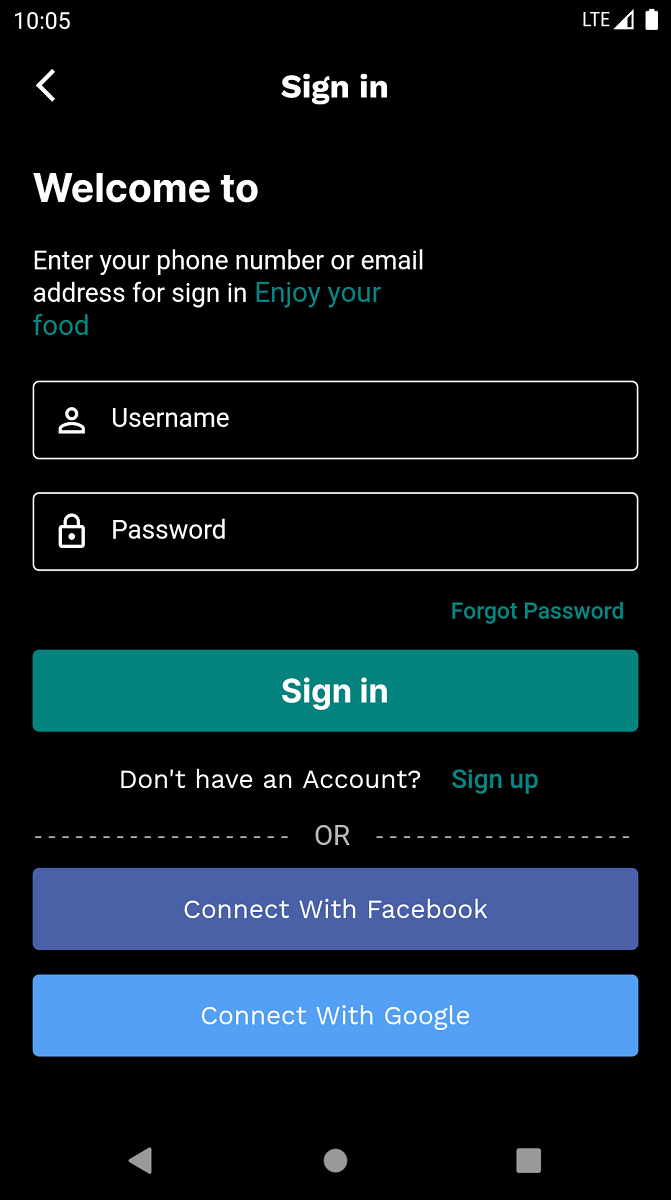 10:05
LTE
Sign in
Welcome to
Enter your phone number or email
address for sign in Enjoy your
food
Username
Password
Forgot Password
Sign in
Don't have an Account? Sign up
OR
Connect With Facebook
Connect With Google